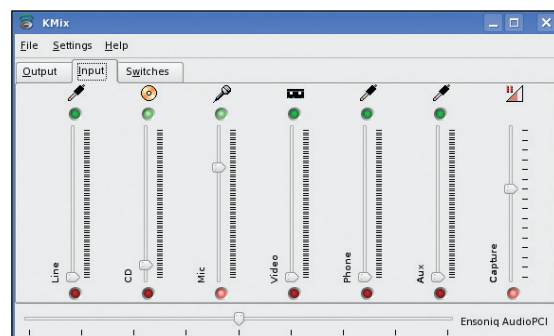 KMix
File Settings Help
Output Input Switches
Line
CD
Mic
Video
Phone
Aux
Capture
Ensoniq AudioPCI